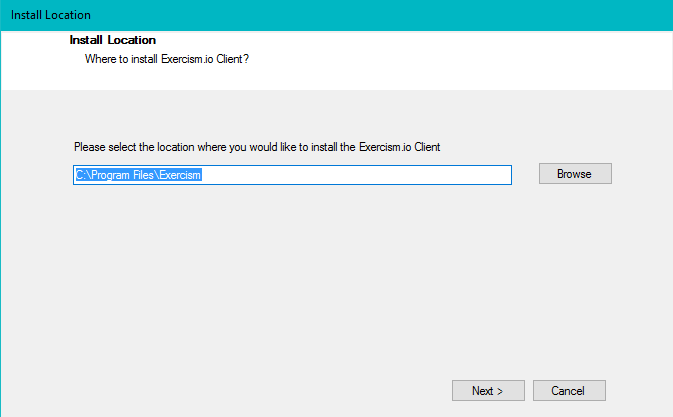 Install Location
Install Location
Where to install Exercism.io Client?
Please select the location where you would like to install the Exercism.io Client
C:\Program Files\Exercism
Browse
Next >
Cancel